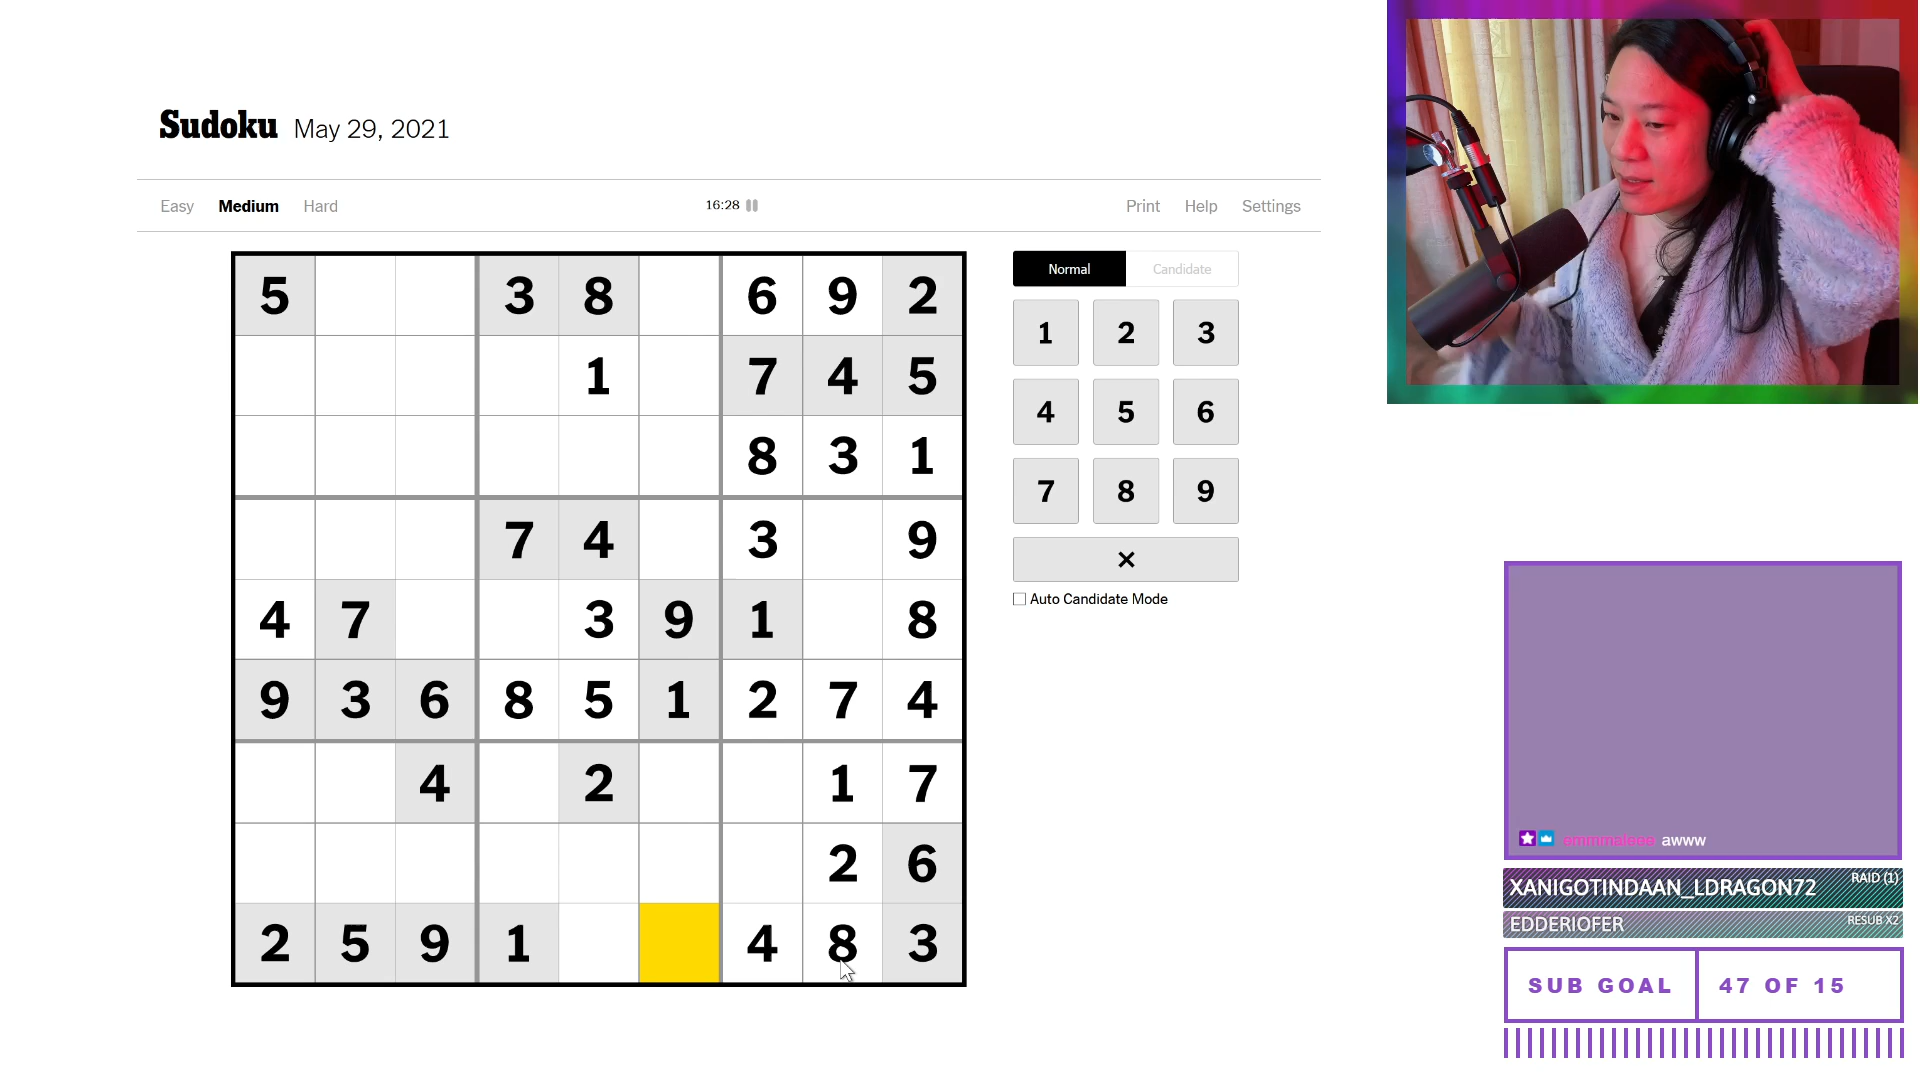 Sudoku May 29, 2021
Easy Medium Hard
16:28
Print Help Settings
5 3 8 6 9 2
1 7 4 5
8 3 1
7 4 3 9
4 7 3 9 1 8
9 3 6 8 5 1 2 7 4
4 2 1 7
2 6
2 5 9 1 4 8 3
Normal Candidate
1 2 3
4 5 6
7 8 9
×
Auto Candidate Mode
awww
XANIGOTINDAAN_LDRAGON72 RAID (1)
EDDERIOFER RESUB X2
SUB GOAL 47 OF 15